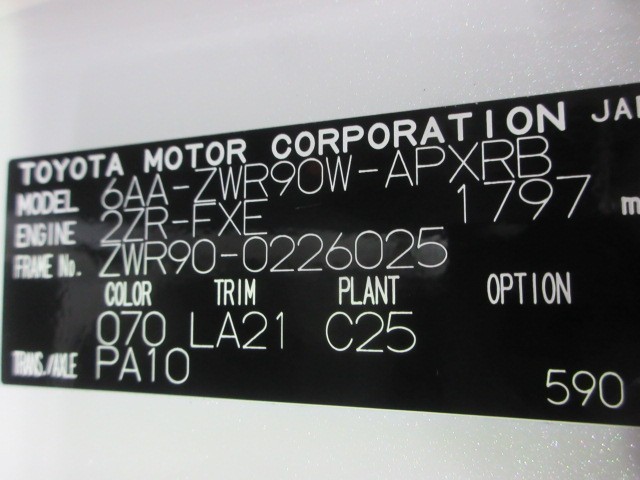 TOYOTA MOTOR CORPORATION
MODEL 6AA-ZWR90W-APXRB
ENGINE 2ZR-FXE 1797
FRAME No. ZWR90-0226025
COLOR TRIM PLANT OPTION
070 LA21 C25
TRANS./AXLE PA10
590